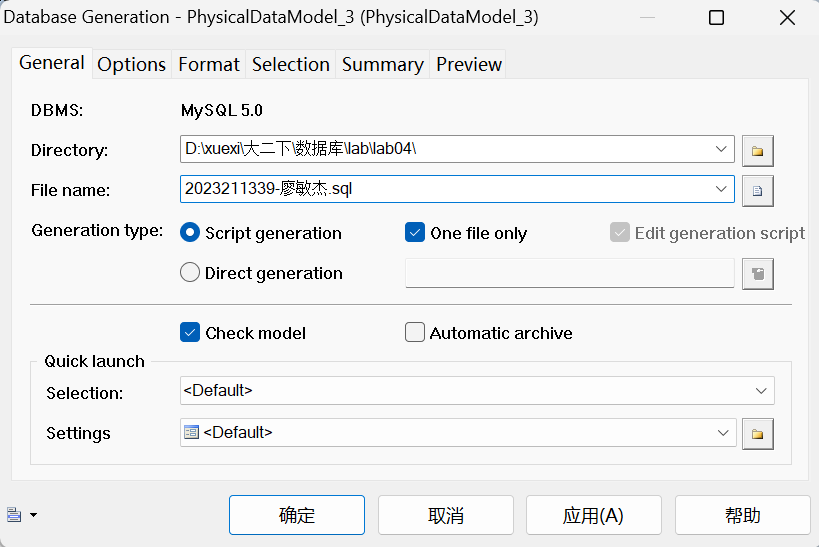 Database Generation - PhysicalDataModel_3 (PhysicalDataModel_3)
General Options Format Selection Summary Preview
DBMS: MySQL 5.0
Directory: D:\xuexi\大二下\数据库\lab\lab04\
File name: 2023211339-廖敏杰.sql
Generation type: Script generation One file only Edit generation script
Direct generation
Check model Automatic archive
Quick launch
Selection: <Default>
Settings <Default>
确定 取消 应用(A) 帮助